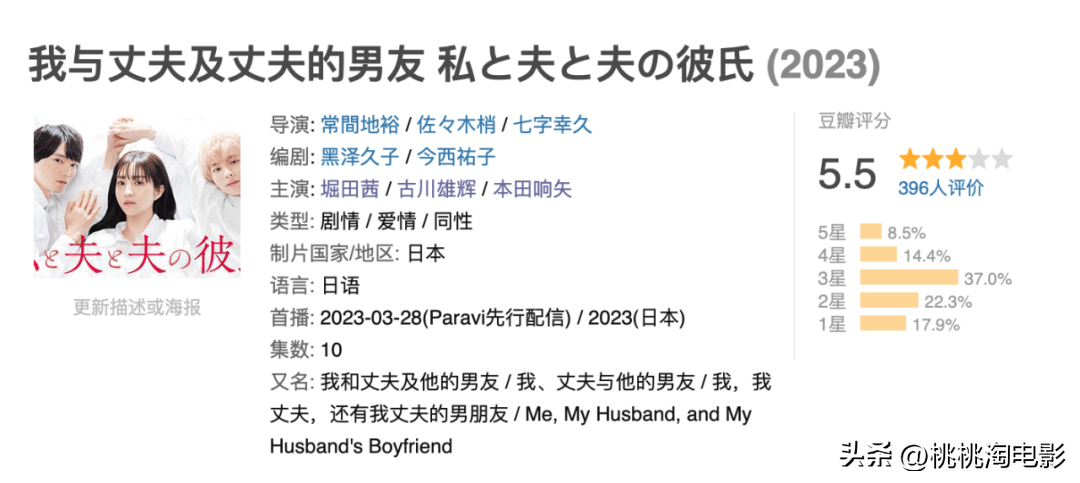 我与丈夫及丈夫的男友 私と夫と夫の彼氏 (2023)
私と夫と夫の彼氏
更新描述或海报
导演: 常間地裕 / 佐々木梢 / 七字幸久
编剧: 黑泽久子 / 今西祐子
主演: 堀田茜 / 古川雄辉 / 本田响矢
类型: 剧情 / 爱情 / 同性
制片国家/地区: 日本
语言: 日语
首播: 2023-03-28(Paravi先行配信) / 2023(日本)
集数: 10
又名: 我和丈夫及他的男友 / 我、丈夫与他的男友 / 我，我
丈夫，还有我丈夫的男朋友 / Me, My Husband, and My
Husband's Boyfriend
豆瓣评分
5.5
396人评价
5星 8.5%
4星 14.4%
3星 37.0%
2星 22.3%
1星 17.9%
头条 @桃桃淘电影